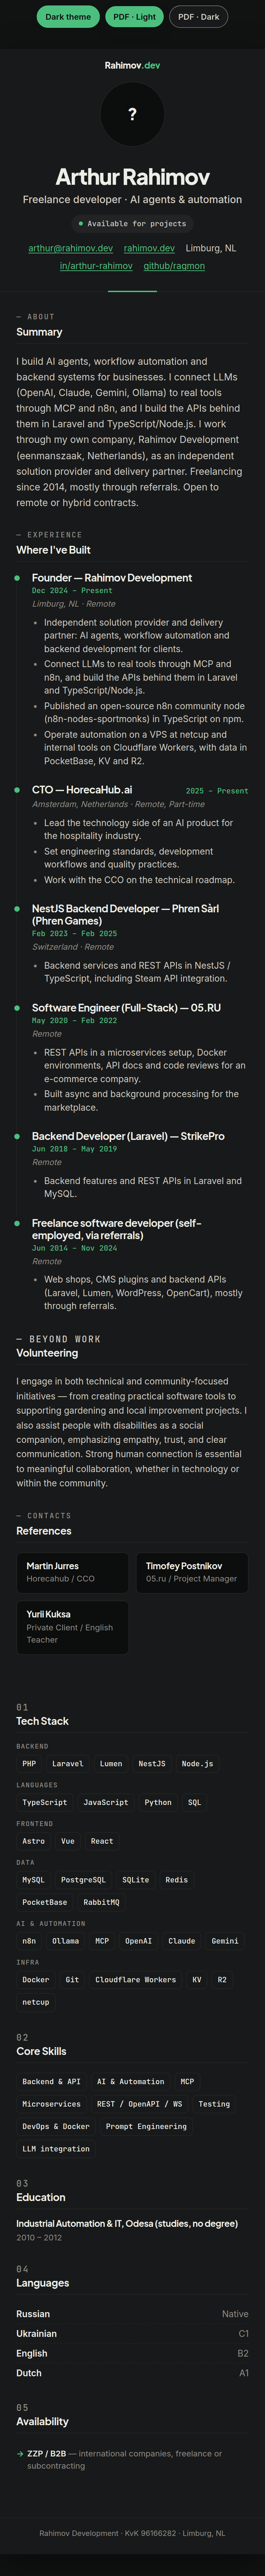 Dark theme
PDF · Light
PDF · Dark
Rahimov.dev
?
Arthur Rahimov
Freelance developer · AI agents & automation
Available for projects
arthur@rahimov.dev rahimov.dev Limburg, NL
in/arthur-rahimov github/ragmon
— ABOUT
Summary
I build AI agents, workflow automation and
backend systems for businesses. I connect LLMs
(OpenAI, Claude, Gemini, Ollama) to real tools
through MCP and n8n, and I build the APIs behind
them in Laravel and TypeScript/Node.js. I work
through my own company, Rahimov Development
(eenmanszaak, Netherlands), as an independent
solution provider and delivery partner. Freelancing
since 2014, mostly through referrals. Open to
remote or hybrid contracts.
— EXPERIENCE
Where I've Built
Founder — Rahimov Development
Dec 2024 – Present
Limburg, NL · Remote
• Independent solution provider and delivery
partner: AI agents, workflow automation and
backend development for clients.
• Connect LLMs to real tools through MCP and
n8n, and build the APIs behind them in Laravel
and TypeScript/Node.js.
• Published an open-source n8n community node
(n8n-nodes-sportmonks) in TypeScript on npm.
• Operate automation on a VPS at netcup and
internal tools on Cloudflare Workers, with data in
PocketBase, KV and R2.
CTO — HorecaHub.ai 2025 – Present
Amsterdam, Netherlands · Remote, Part-time
• Lead the technology side of an AI product for
the hospitality industry.
• Set engineering standards, development
workflows and quality practices.
• Work with the CCO on the technical roadmap.
NestJS Backend Developer — Phren Sàrl
(Phren Games)
Feb 2023 – Feb 2025
Switzerland · Remote
• Backend services and REST APIs in NestJS /
TypeScript, including Steam API integration.
Software Engineer (Full-Stack) — 05.RU
May 2020 – Feb 2022
Remote
• REST APIs in a microservices setup, Docker
environments, API docs and code reviews for an
e-commerce company.
• Built async and background processing for the
marketplace.
Backend Developer (Laravel) — StrikePro
Jun 2018 – May 2019
Remote
• Backend features and REST APIs in Laravel and
MySQL.
Freelance software developer (self-
employed, via referrals)
Jun 2014 – Nov 2024
Remote
• Web shops, CMS plugins and backend APIs
(Laravel, Lumen, WordPress, OpenCart), mostly
through referrals.
— BEYOND WORK
Volunteering
I engage in both technical and community-focused
initiatives — from creating practical software tools to
supporting gardening and local improvement projects. I
also assist people with disabilities as a social
companion, emphasizing empathy, trust, and clear
communication. Strong human connection is essential
to meaningful collaboration, whether in technology or
within the community.
— CONTACTS
References
Martin Jurres
Horecahub / CCO
Timofey Postnikov
05.ru / Project Manager
Yurii Kuksa
Private Client / English
Teacher
01
Tech Stack
BACKEND
PHP Laravel Lumen NestJS Node.js
LANGUAGES
TypeScript JavaScript Python SQL
FRONTEND
Astro Vue React
DATA
MySQL PostgreSQL SQLite Redis
PocketBase RabbitMQ
AI & AUTOMATION
n8n Ollama MCP OpenAI Claude Gemini
INFRA
Docker Git Cloudflare Workers KV R2
netcup
02
Core Skills
Backend & API AI & Automation MCP
Microservices REST / OpenAPI / WS Testing
DevOps & Docker Prompt Engineering
LLM integration
03
Education
Industrial Automation & IT, Odesa (studies, no degree)
2010 – 2012
04
Languages
Russian Native
Ukrainian C1
English B2
Dutch A1
05
Availability
→ ZZP / B2B — international companies, freelance or
subcontracting
Rahimov Development · KvK 96166282 · Limburg, NL